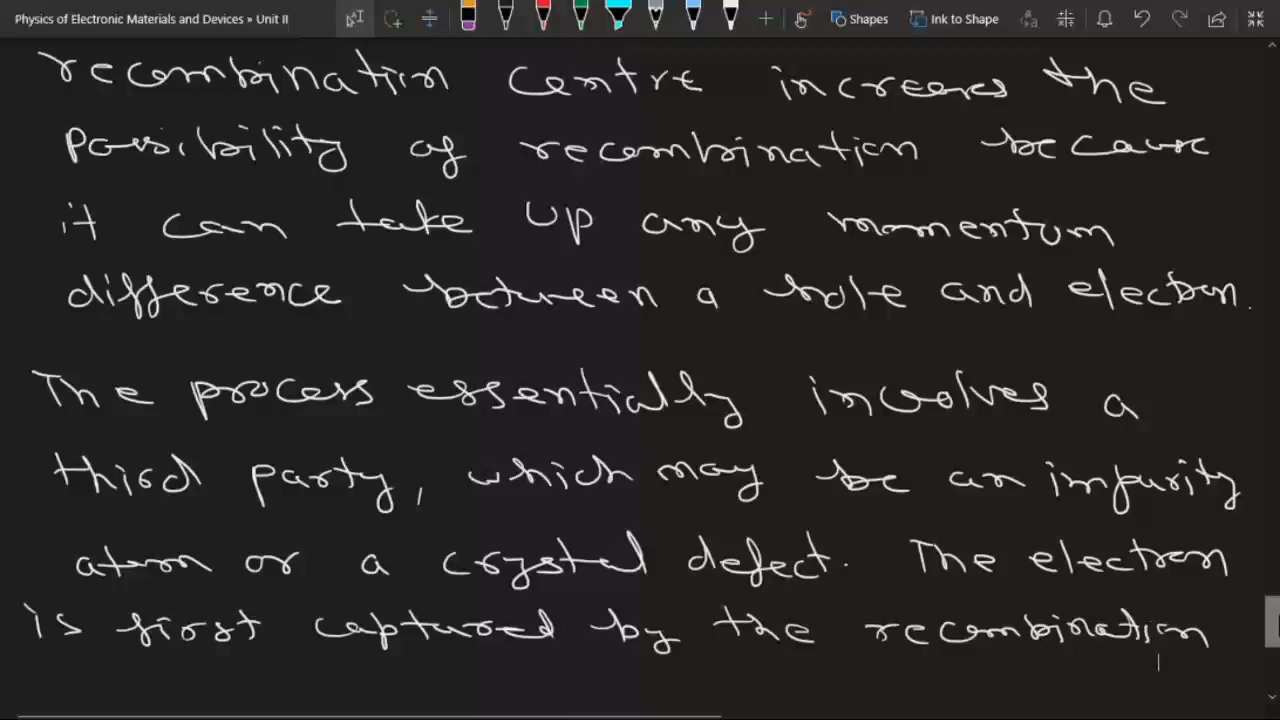 Physics of Electronic Materials and Devices » Unit II
Shapes
Ink to Shape
recombination centre increases the
possibility of recombination because
it can take up any momentum
difference between a hole and electron.
The process essentially involves a
third party, which may be an impurity
atom or a crystal defect. The electron
is first captured by the recombination